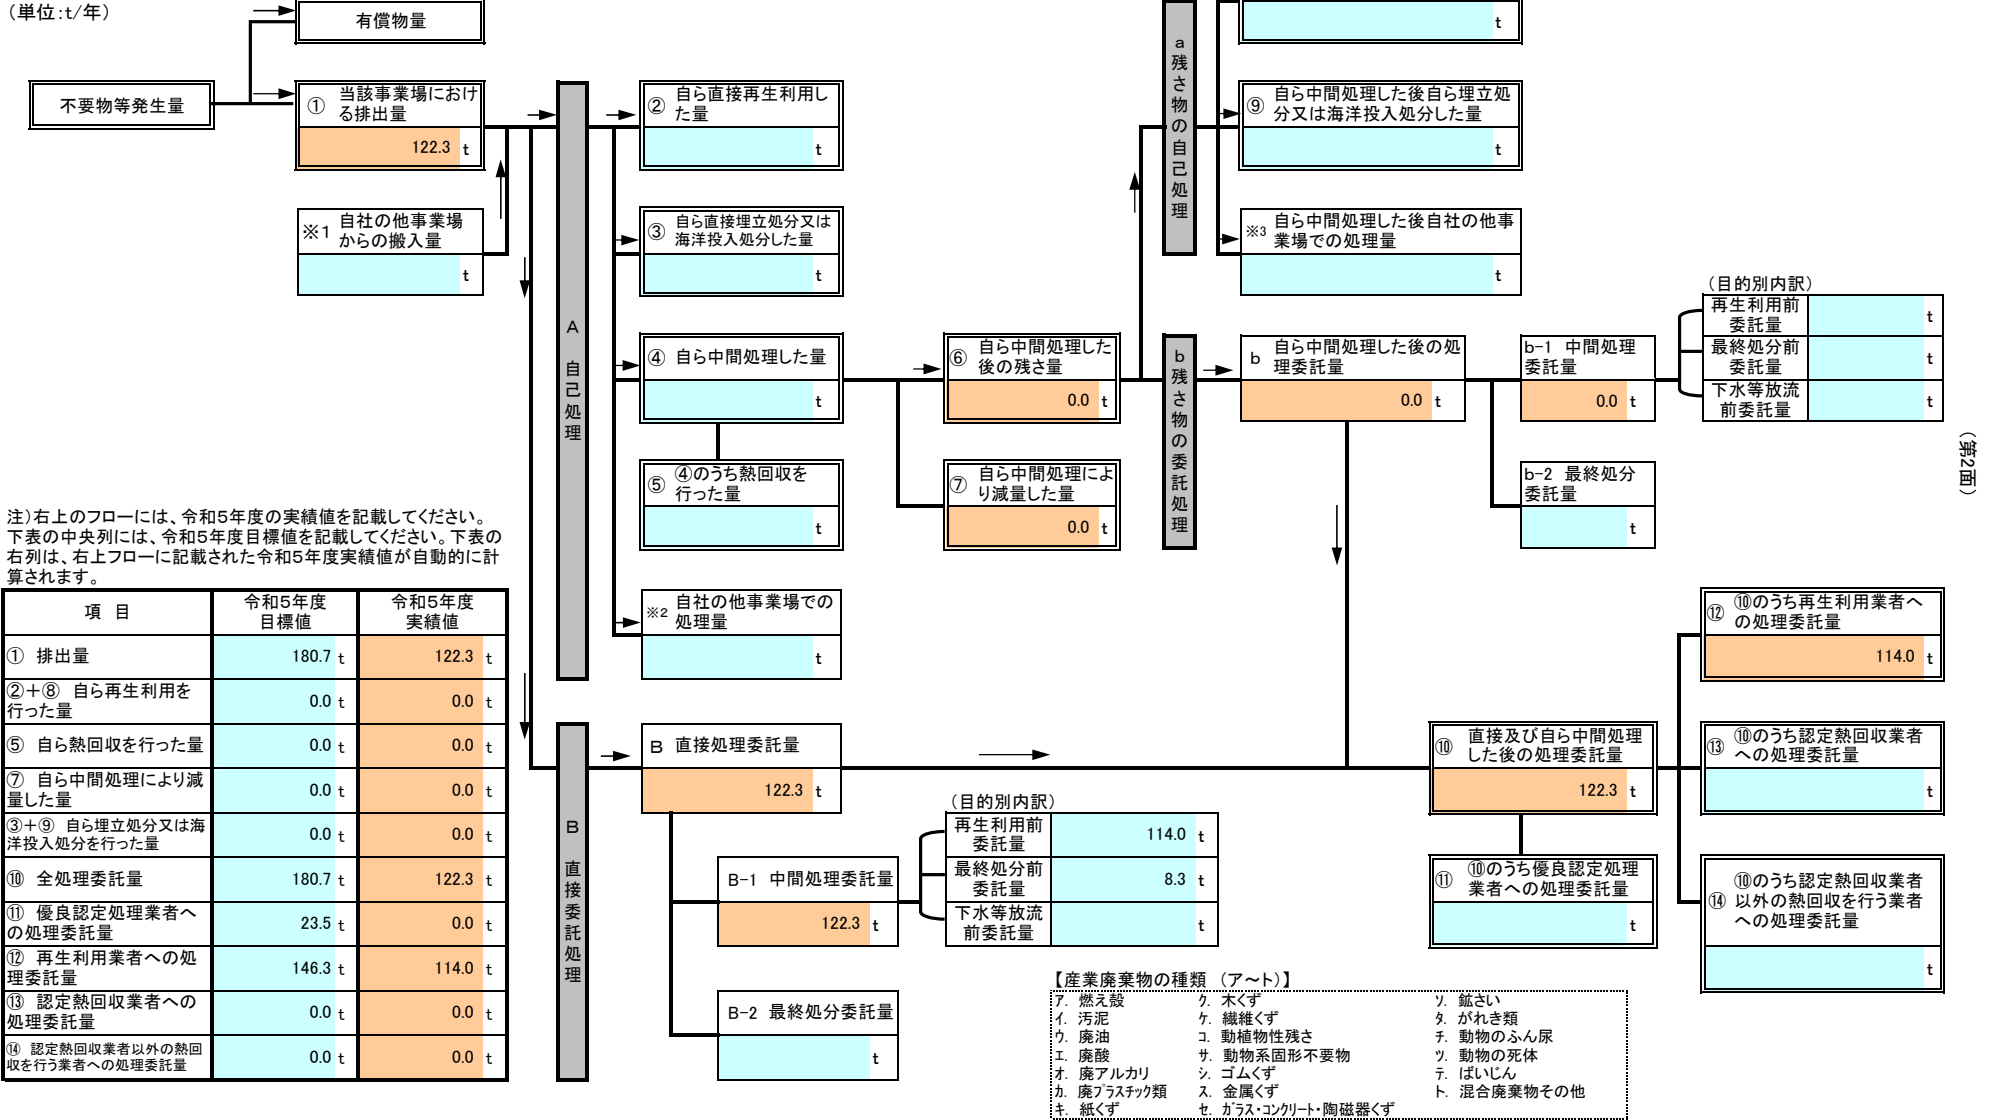 （単位：t/年）
有償物量
不要物等発生量
① 当該事業場におけ
る排出量
122.3 t
※1 自社の他事業場
からの搬入量
t
A 自己処理
② 自ら直接再生利用し
た量
t
③ 自ら直接埋立処分又は
海洋投入処分した量
t
④ 自ら中間処理した量
t
⑤ ④のうち熱回収を
行った量
t
※2 自社の他事業場での
処理量
t
⑥ 自ら中間処理した
後の残さ量
0.0 t
⑦ 自ら中間処理によ
り減量した量
0.0 t
a 残さ物の自己処理
t
⑨ 自ら中間処理した後自ら埋立処
分又は海洋投入処分した量
t
※3 自ら中間処理した後自社の他事
業場での処理量
t
b 残さ物の委託処理
b 自ら中間処理した後の処
理委託量
0.0 t
b-1 中間処理
委託量
0.0 t
b-2 最終処分
委託量
t
（目的別内訳）
再生利用前
委託量
t
最終処分前
委託量
t
下水等放流
前委託量
t
（第2面）
注）右上のフローには、令和５年度の実績値を記載してください。
下表の中央列には、令和５年度目標値を記載してください。下表の
右列は、右上フローに記載された令和５年度実績値が自動的に計
算されます。
項 目 令和５年度
目標値 令和５年度
実績値
① 排出量 180.7 t 122.3 t
②＋⑧ 自ら再生利用を
行った量 0.0 t 0.0 t
⑤ 自ら熱回収を行った量 0.0 t 0.0 t
⑦ 自ら中間処理により減
量した量 0.0 t 0.0 t
③＋⑨ 自ら埋立処分又は海
洋投入処分を行った量 0.0 t 0.0 t
⑩ 全処理委託量 180.7 t 122.3 t
⑪ 優良認定処理業者へ
の処理委託量 23.5 t 0.0 t
⑫ 再生利用業者への処
理委託量 146.3 t 114.0 t
⑬ 認定熱回収業者への
処理委託量 0.0 t 0.0 t
⑭ 認定熱回収業者以外の熱回
収を行う業者への処理委託量 0.0 t 0.0 t
B 直接委託処理
B 直接処理委託量
122.3 t
B-1 中間処理委託量
122.3 t
B-2 最終処分委託量
t
（目的別内訳）
再生利用前
委託量
114.0 t
最終処分前
委託量
8.3 t
下水等放流
前委託量
t
⑩ 直接及び自ら中間処理
した後の処理委託量
122.3 t
⑪ ⑩のうち優良認定処理
業者への処理委託量
t
⑫ ⑩のうち再生利用業者へ
の処理委託量
114.0 t
⑬ ⑩のうち認定熱回収業者
への処理委託量
t
⑭ ⑩のうち認定熱回収業者
以外の熱回収を行う業者
への処理委託量
t
【産業廃棄物の種類 （ア～ト）】
ア. 燃え殻 ク. 木くず ソ. 鉱さい
イ. 汚泥 ケ. 繊維くず タ. がれき類
ウ. 廃油 コ. 動植物性残さ チ. 動物のふん尿
エ. 廃酸 サ. 動物系固形不要物 ツ. 動物の死体
オ. 廃アルカリ シ. ゴムくず テ. ばいじん
カ. 廃プラスチック類 ス. 金属くず ト. 混合廃棄物その他
キ. 紙くず セ. ガラス・コンクリート・陶磁器くず